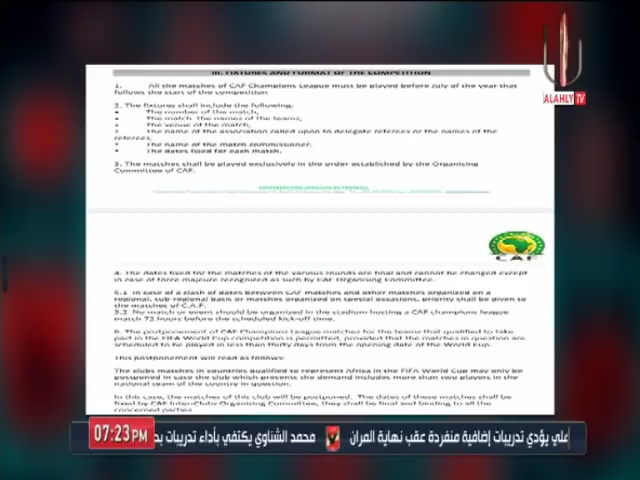 III. FIXTURES AND FORMAT OF THE COMPETITION
1. All the matches of CAF Champions League must be played before July of the year that
follows the start of the competition
2. The fixtures shall include the following:
• The number of the match,
• The match, the names of the teams,
• The venue of the match,
• The name of the association called upon to delegate referees or the names of the
referees;
• The name of the match commissioner,
• The dates fixed for each match.
3. The matches shall be played exclusively in the order established by the Organising
Committee of CAF.
CAF
4. The dates fixed for the matches of the various rounds are final and cannot be changed except
in case of force majeure recognized as such by CAF Organising Committee.
5.1 In case of a clash of dates between CAF matches and other matches organized on a
regional, sub regional basis or matches organized on special occasions, priority shall be given to
the matches of C.A.F.
5.2 No match or event should be organized in the stadium hosting a CAF champions league
match 72 hours before the scheduled kick-off time.
6. The postponement of CAF Champions League matches for the teams that qualified to take
part in the FIFA World Cup competition is permitted, provided that the matches in question are
scheduled to be played in less than thirty days from the opening date of the World Cup.
This postponement will read as follows:
The clubs matches in countries qualified to represent Africa in the FIFA World Cup may only be
postponed in case the club which presents the demand includes more than two players in the
national team of the country in question.
In this case, the matches of this club will be postponed. The dates of these matches shall be
fixed by CAF Inter-Clubs Organising Committee, they shall be final and binding to all the
concerned parties
ALAHLY TV
07:23 PM
علي يؤدي تدريبات إضافية منفردة عقب نهاية المران
محمد الشناوي يكتفي بأداء تدريبات بد